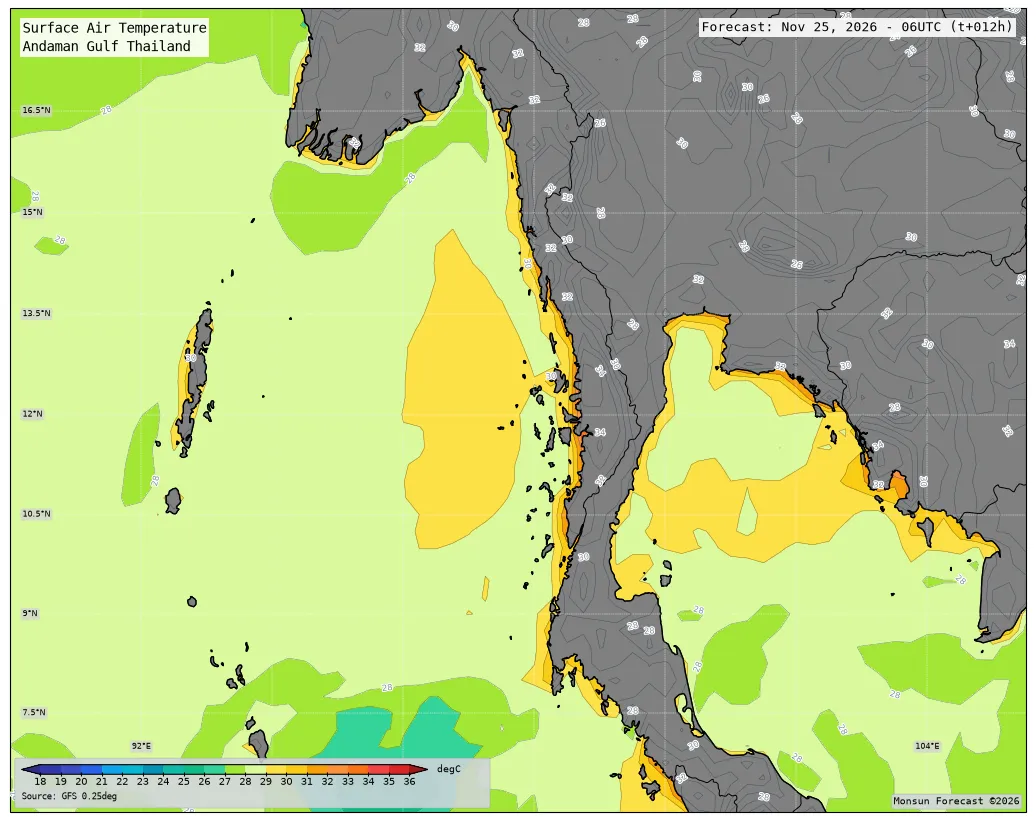 Surface Air Temperature
Andaman Gulf Thailand
Forecast: Nov 25, 2026 - 06UTC (t+012h)
16.5°N
15°N
13.5°N
12°N
10.5°N
9°N
7.5°N
92°E
104°E
18 19 20 21 22 23 24 25 26 27 28 29 30 31 32 33 34 35 36
degC
Source: GFS 0.25deg
Monsun Forecast ©2026